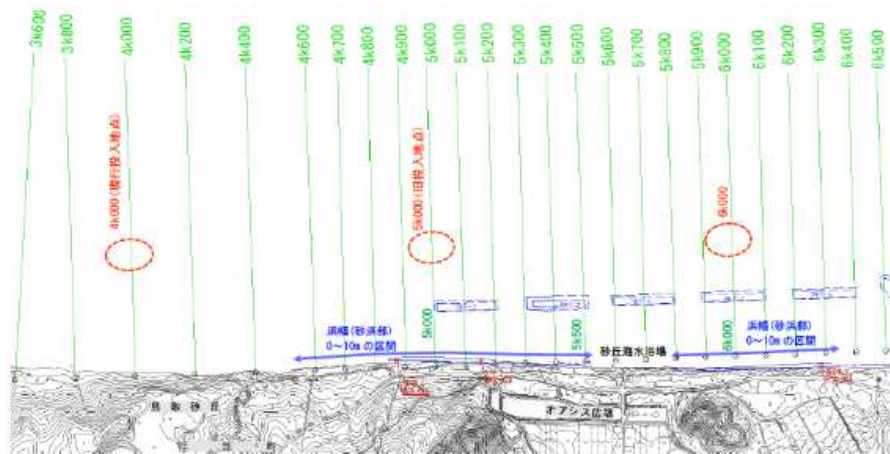 3k600
3k800
4k000
4k200
4k400
4k600
4k700
4k800
4k900
5k000
5k100
5k200
5k300
5k400
5k500
5k600
5k700
5k800
5k900
6k000
6k100
6k200
6k300
6k400
6k500
4k000(現行投入地点)
5k000(旧投入地点)
6k000
5k000
5k500
6k000
浜幅(砂浜部)
0～10mの区間
砂丘海水浴場
浜幅(砂浜部)
0～10mの区間
鳥取砂丘
オアシス広場